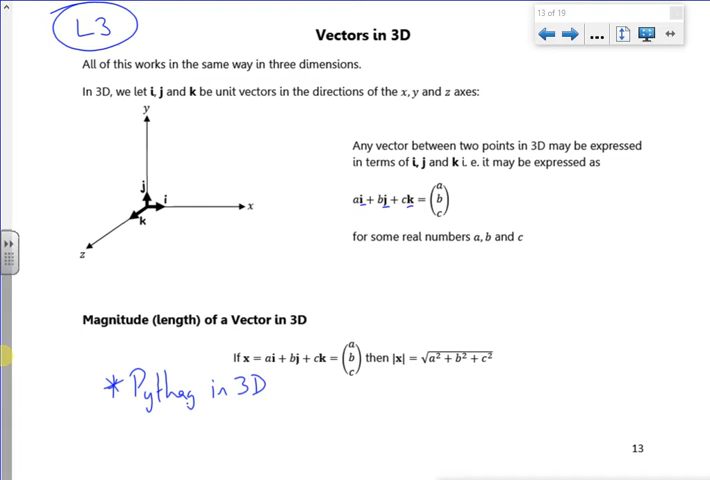 L3
13 of 19
Vectors in 3D
All of this works in the same way in three dimensions.
In 3D, we let i, j and k be unit vectors in the directions of the x, y and z axes:
y
j
i
x
k
z
Any vector between two points in 3D may be expressed
in terms of i, j and k i. e. it may be expressed as
ai + bj + ck = (a b c)
for some real numbers a, b and c
Magnitude (length) of a Vector in 3D
If x = ai + bj + ck = (a b c) then |x| = √a² + b² + c²
* Pythag in 3D
13